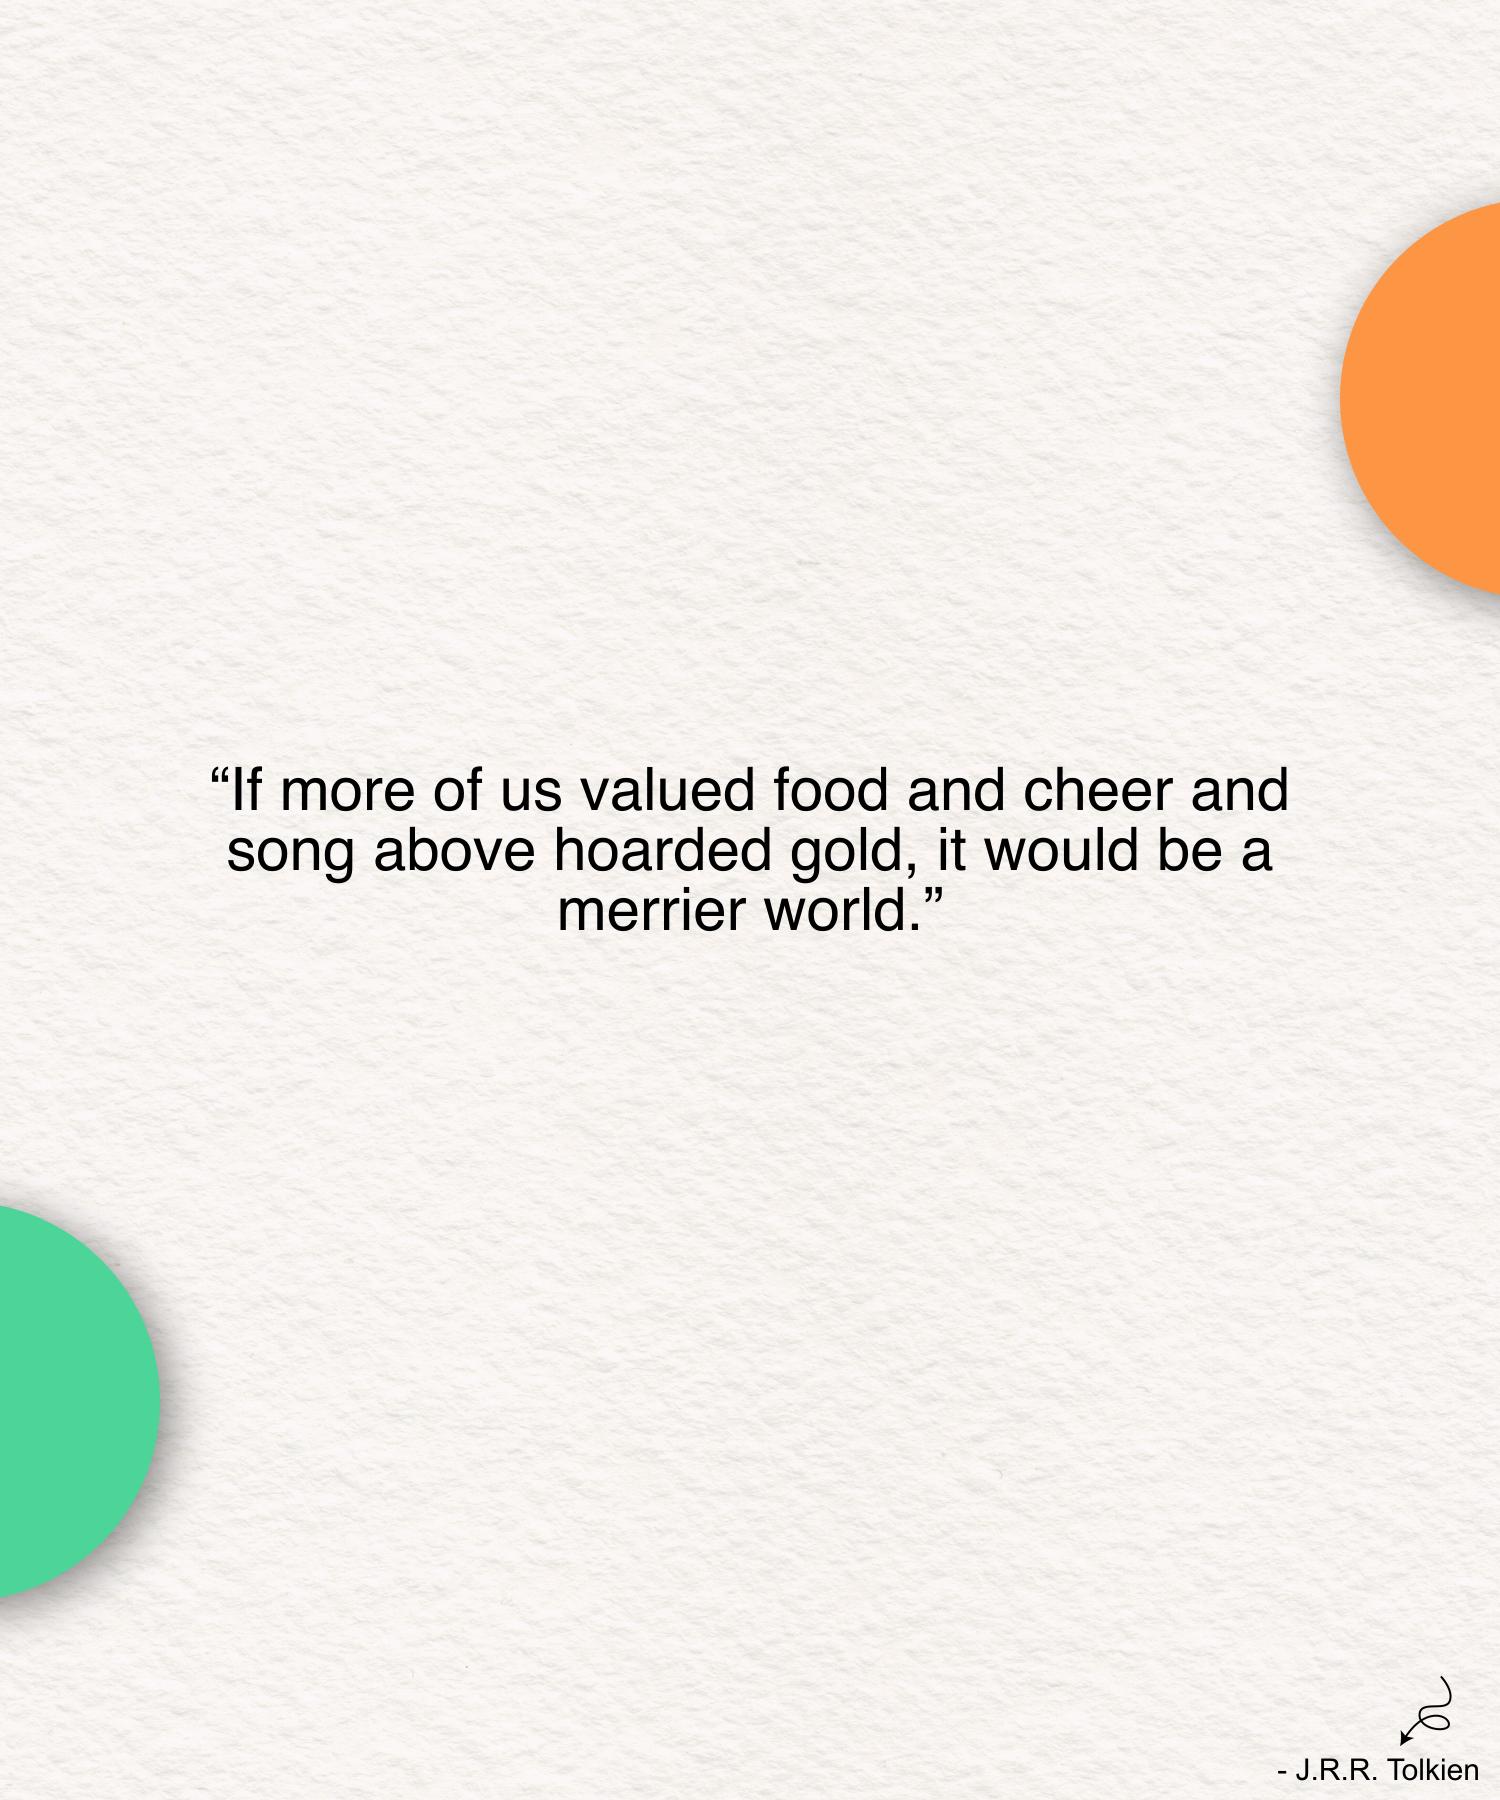 “If more of us valued food and cheer and
song above hoarded gold, it would be a
merrier world.”
- J.R.R. Tolkien